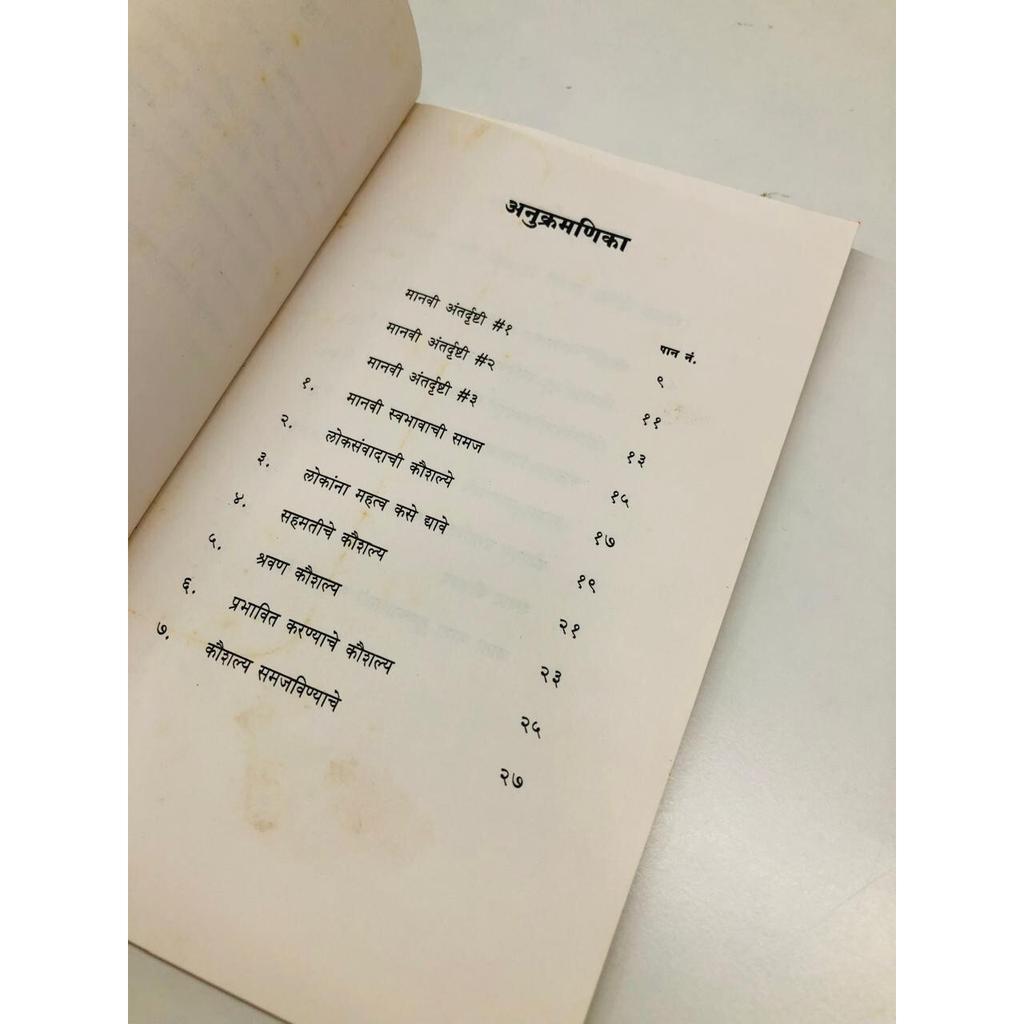 अनुक्रमणिका
पान नं.
मानवी अंतर्दृष्टी #१ ९
मानवी अंतर्दृष्टी #२ ११
मानवी अंतर्दृष्टी #३ १३
१. मानवी स्वभावाची समज १५
२. लोकसंवादाची कौशल्ये १७
३. लोकांना महत्व कसे द्यावे १९
४. सहमतीचे कौशल्य २१
५. श्रवण कौशल्य २३
६. प्रभावित करण्याचे कौशल्य २५
७. कौशल्य समजविण्याचे २७